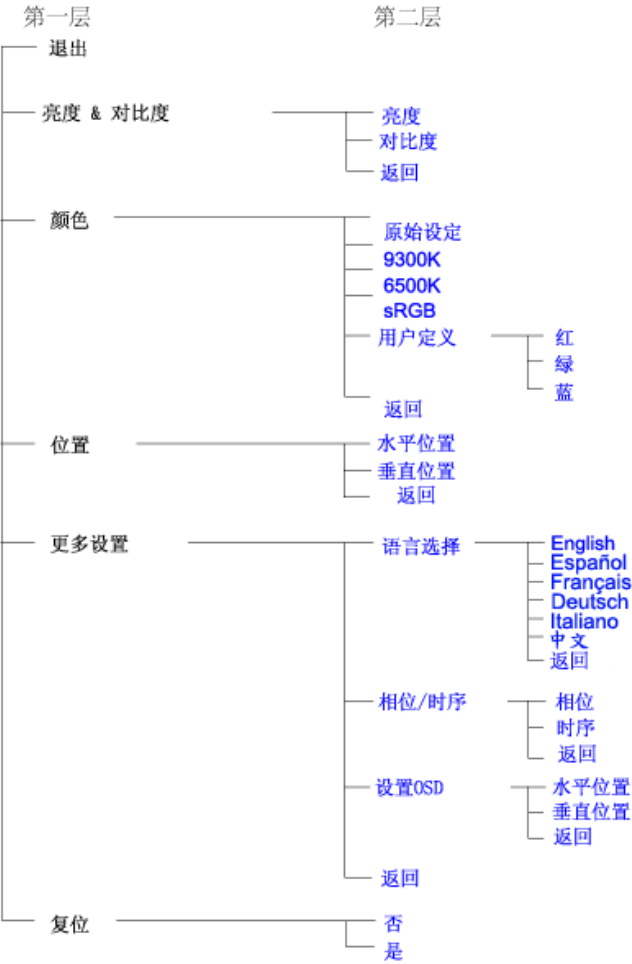 第一层 第二层
退出
亮度 & 对比度 亮度
对比度
返回
颜色
原始设定
9300K
6500K
sRGB
用户定义 红
绿
蓝
返回
位置 水平位置
垂直位置
返回
更多设置 语言选择 English
Español
Français
Deutsch
Italiano
中文
返回
相位/时序 相位
时序
返回
设置OSD 水平位置
垂直位置
返回
返回
复位 否
是